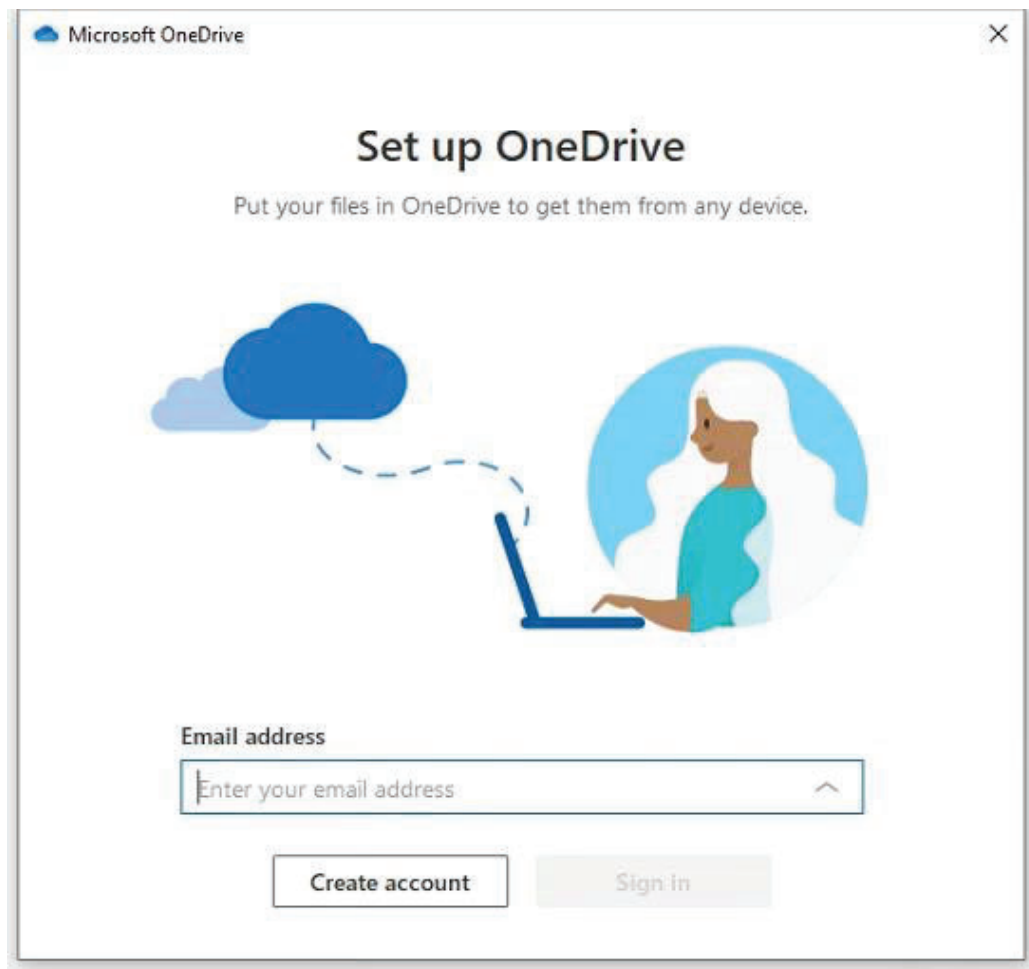 Microsoft OneDrive
Set up OneDrive
Put your files in OneDrive to get them from any device.
Email address
Enter your email address
Create account
Sign in